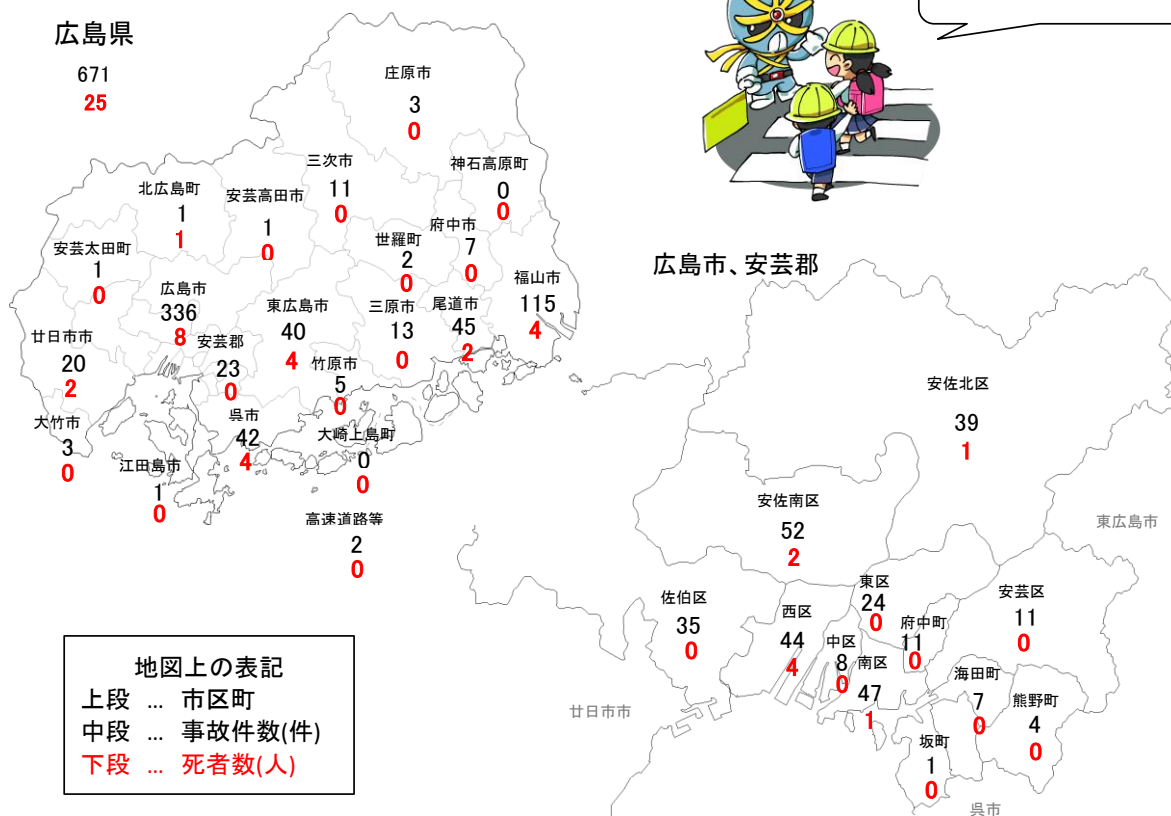 広島県
671
25
庄原市
3
0
三次市
11
0
神石高原町
0
0
北広島町
1
1
安芸高田市
1
0
府中市
7
0
世羅町
2
0
安芸太田町
1
0
福山市
115
4
広島市
336
8
東広島市
40
4
三原市
13
0
尾道市
45
2
廿日市市
20
2
安芸郡
23
0
竹原市
5
0
大竹市
3
0
呉市
42
4
大崎上島町
0
0
江田島市
1
0
高速道路等
2
0
地図上の表記
上段 … 市区町
中段 … 事故件数(件)
下段 … 死者数(人)
広島市、安芸郡
安佐北区
39
1
安佐南区
52
2
東広島市
東区
24
0
安芸区
11
0
佐伯区
35
0
西区
44
4
中区
8
0
府中町
11
0
南区
47
1
海田町
7
0
熊野町
4
0
坂町
1
0
廿日市市
呉市